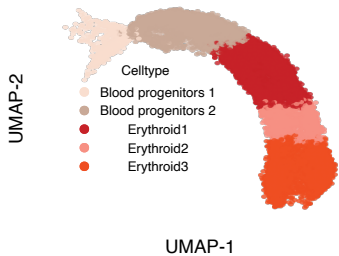 UMAP-2
Celltype
Blood progenitors 1
Blood progenitors 2
Erythroid1
Erythroid2
Erythroid3
UMAP-1